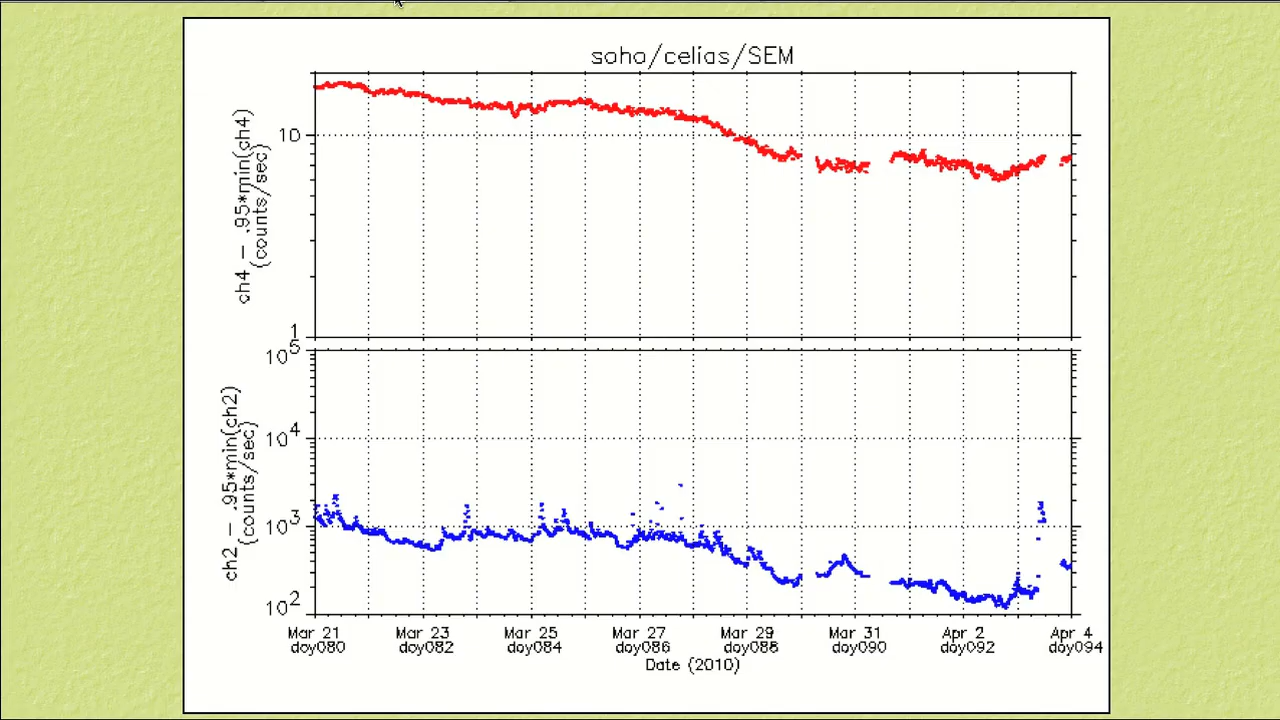 soho/celias/SEM
ch4 - .95*min(ch4)
(counts/sec)
10
1
ch2 - .95*min(ch2)
(counts/sec)
10^5
10^4
10^3
10^2
Mar 21 Mar 23 Mar 25 Mar 27 Mar 29 Mar 31 Apr 2 Apr 4
doy080 doy082 doy084 doy086 doy088 doy090 doy092 doy094
Date (2010)